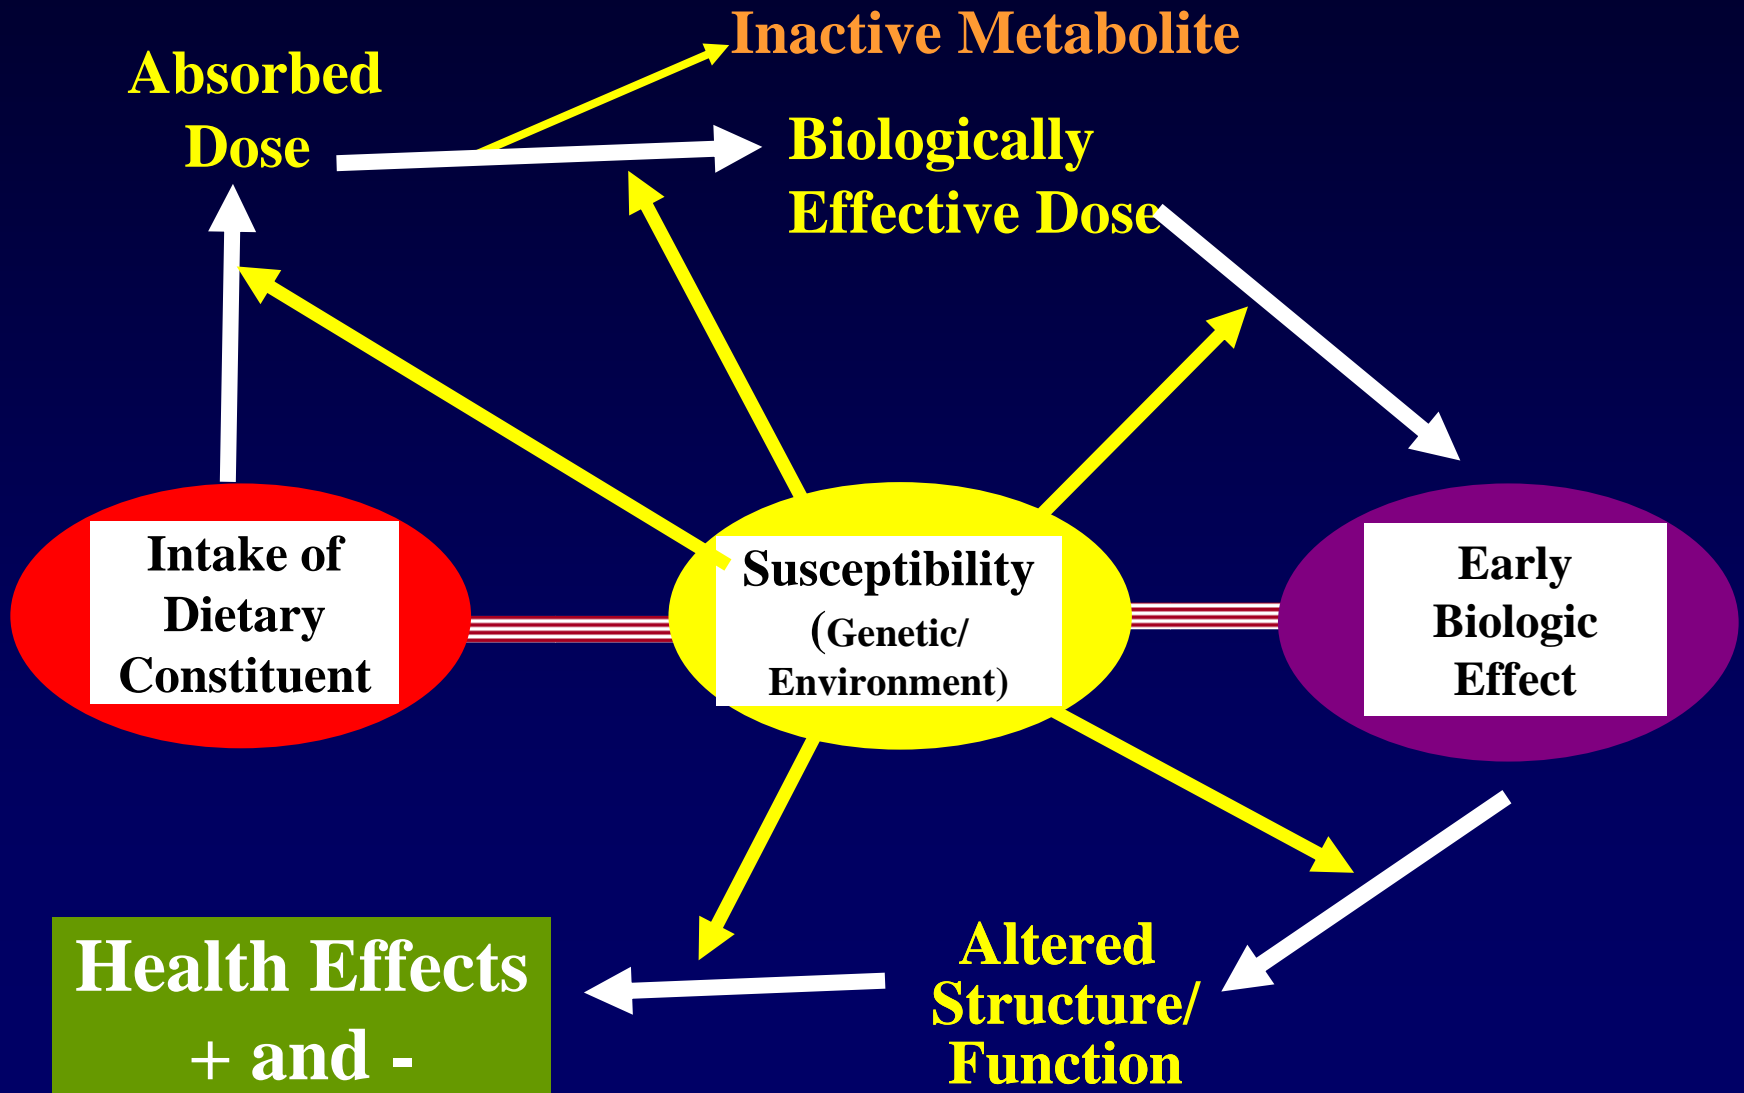 Inactive Metabolite
Absorbed
Dose
Biologically
Effective Dose
Intake of
Dietary
Constituent
Susceptibility
(Genetic/
Environment)
Early
Biologic
Effect
Health Effects
+ and -
Altered
Structure/
Function